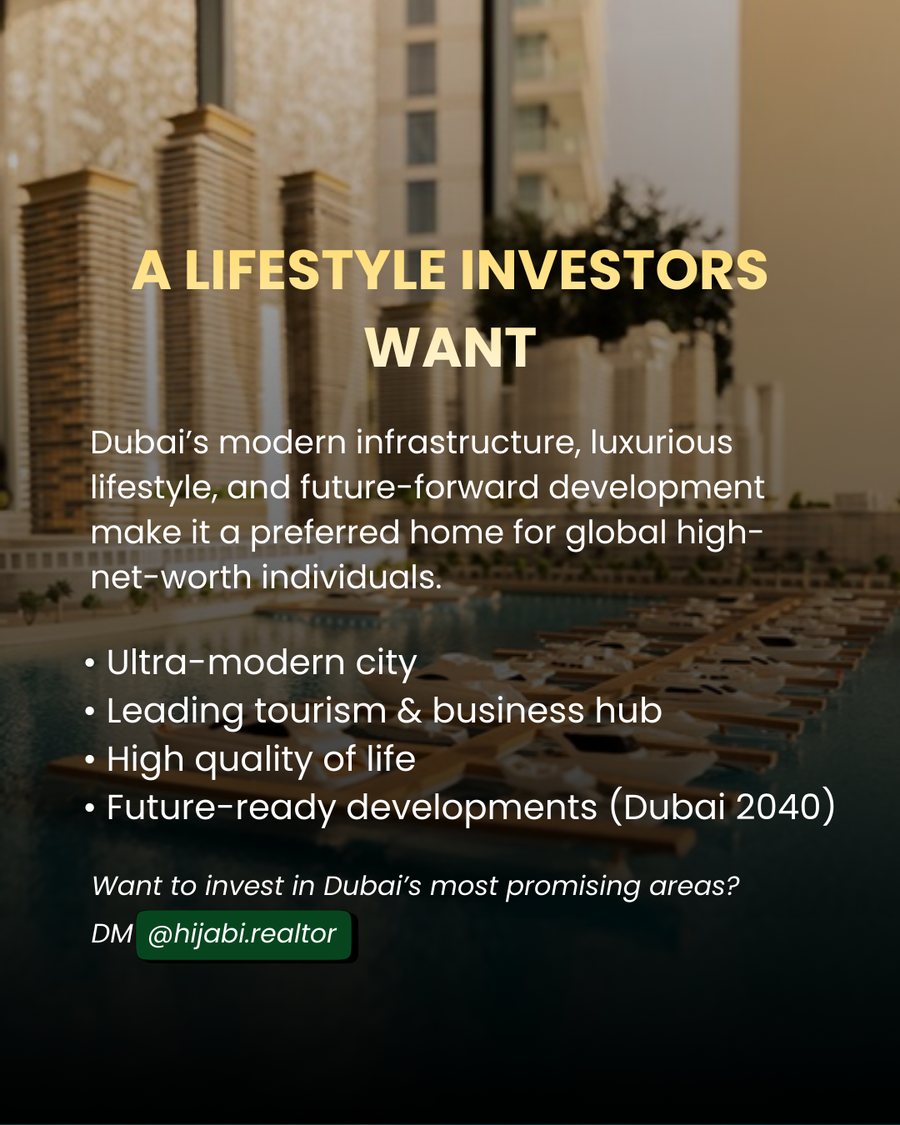 A LIFESTYLE INVESTORS
WANT
Dubai’s modern infrastructure, luxurious
lifestyle, and future-forward development
make it a preferred home for global high-
net-worth individuals.
• Ultra-modern city
• Leading tourism & business hub
• High quality of life
• Future-ready developments (Dubai 2040)
Want to invest in Dubai’s most promising areas?
DM @hijabi.realtor